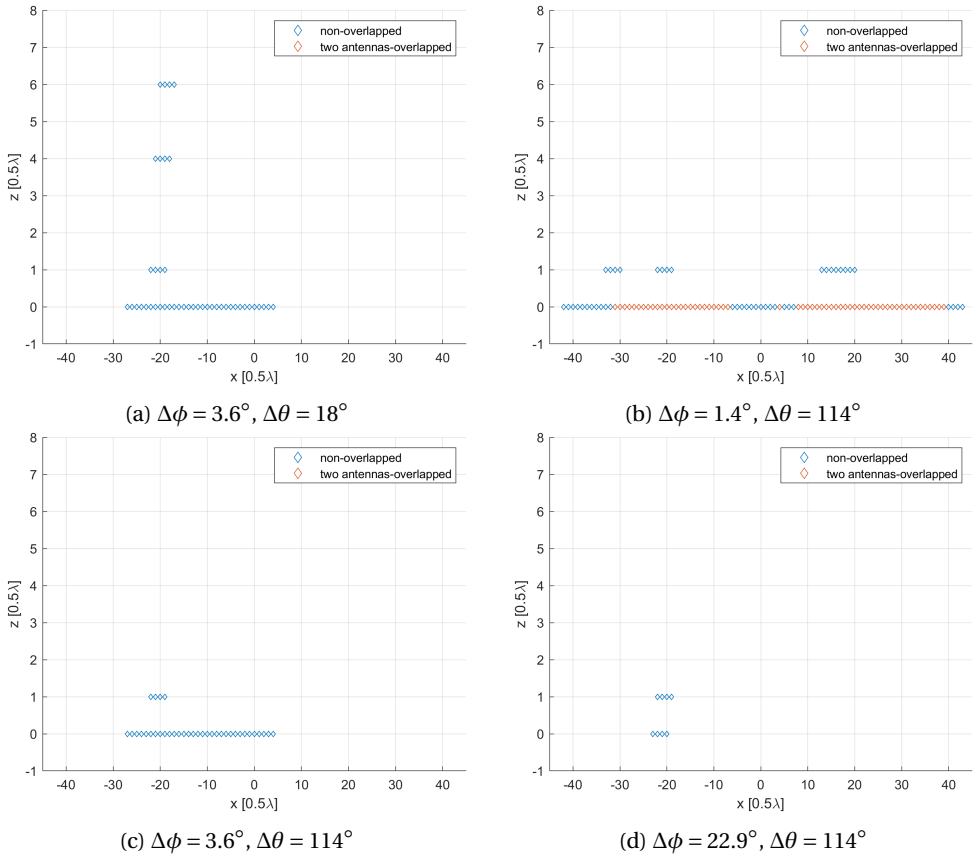 8
7
6
5
4
3
2
1
0
-1
z [0.5λ]
-40 -30 -20 -10 0 10 20 30 40
x [0.5λ]
non-overlapped
two antennas-overlapped
(a) Δϕ = 3.6°, Δθ = 18°
8
7
6
5
4
3
2
1
0
-1
z [0.5λ]
-40 -30 -20 -10 0 10 20 30 40
x [0.5λ]
non-overlapped
two antennas-overlapped
(b) Δϕ = 1.4°, Δθ = 114°
8
7
6
5
4
3
2
1
0
-1
z [0.5λ]
-40 -30 -20 -10 0 10 20 30 40
x [0.5λ]
non-overlapped
two antennas-overlapped
(c) Δϕ = 3.6°, Δθ = 114°
8
7
6
5
4
3
2
1
0
-1
z [0.5λ]
-40 -30 -20 -10 0 10 20 30 40
x [0.5λ]
non-overlapped
two antennas-overlapped
(d) Δϕ = 22.9°, Δθ = 114°